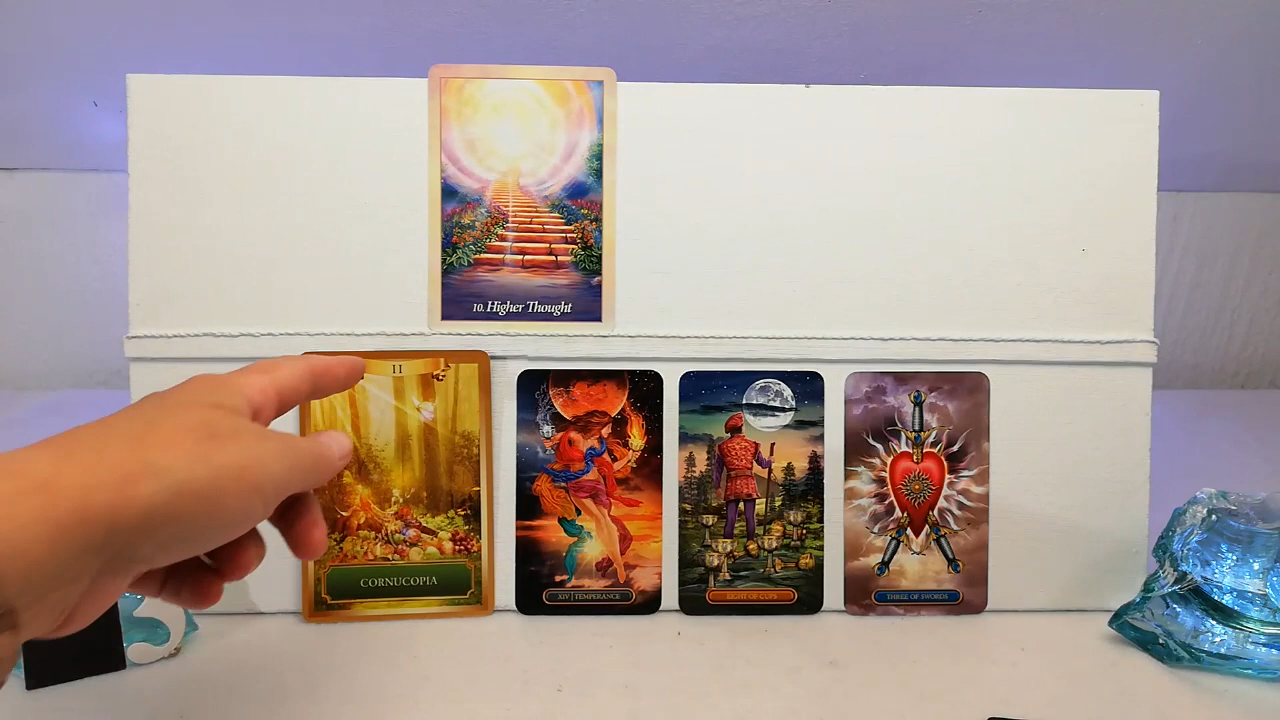 10. Higher Thought
II
CORNUCOPIA
XIV | TEMPERANCE
EIGHT OF CUPS
THREE OF SWORDS